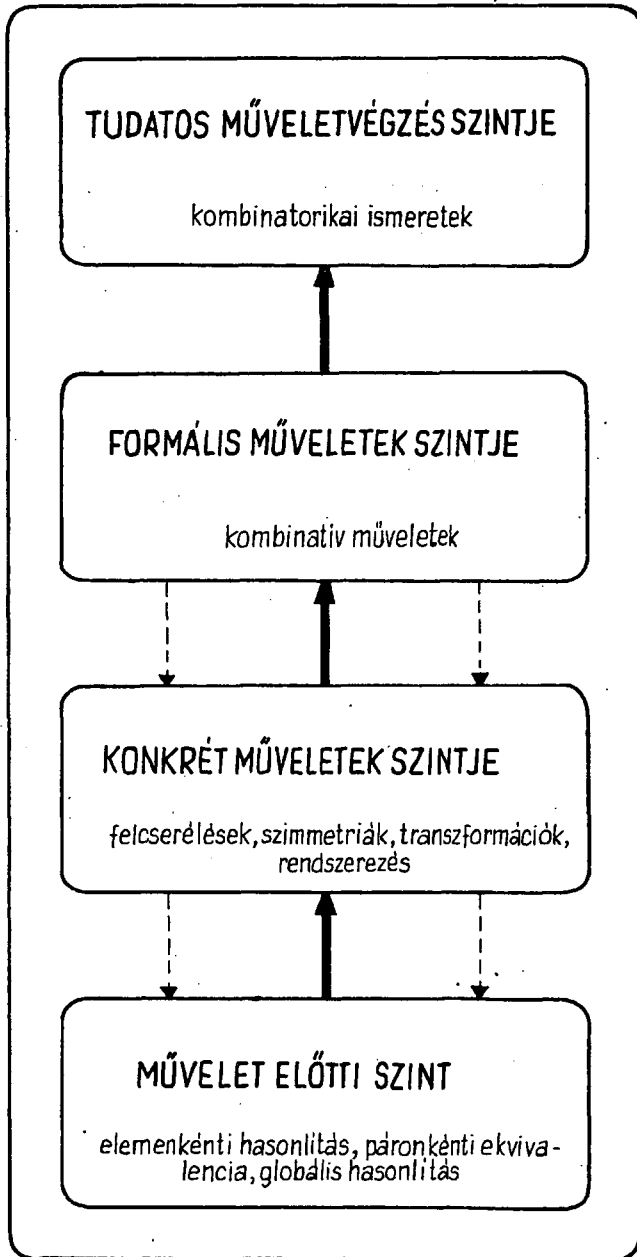 TUDATOS MŰVELETVÉGZÉS SZINTJE
kombinatorikai ismeretek
FORMÁLIS MŰVELETEK SZINTJE
kombinatív műveletek
KONKRÉT MŰVELETEK SZINTJE
felcserélések, szimmetriák, transzformációk,
rendszerezés
MŰVELET ELŐTTI SZINT
elemenkénti hasonlítás, páronkénti ekviva-
lencia, globális hasonlítás